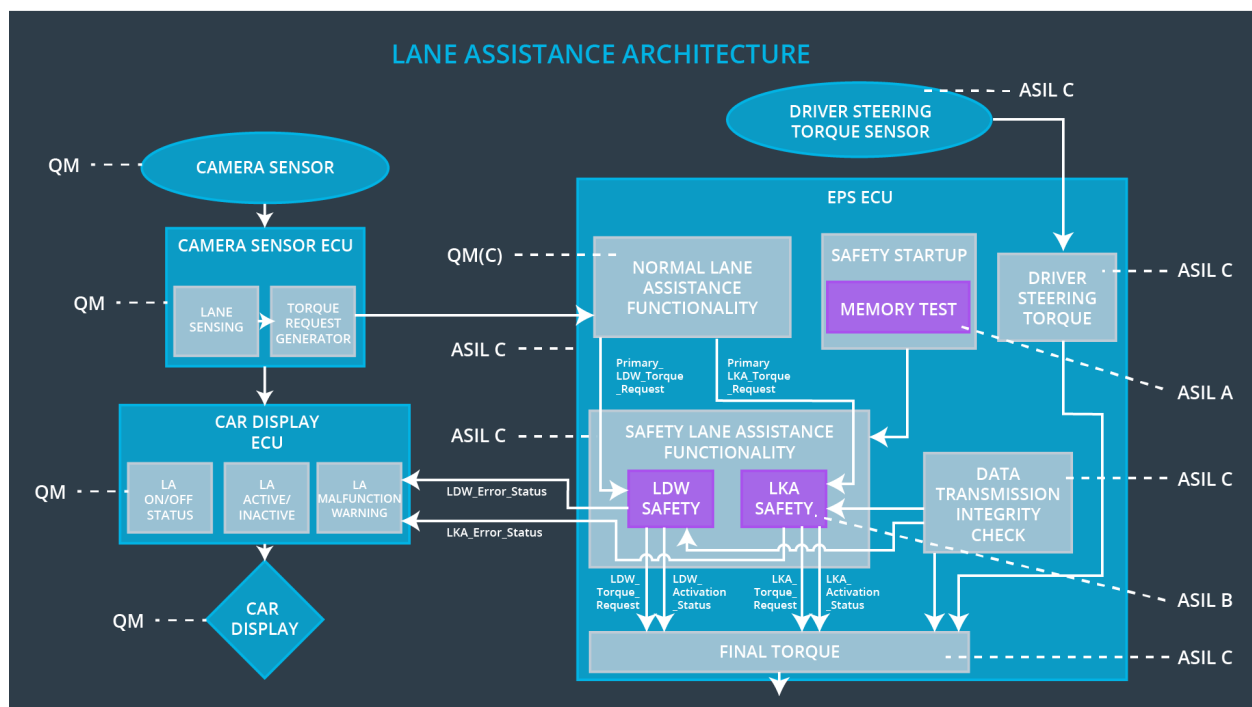 LANE ASSISTANCE ARCHITECTURE
ASIL C
DRIVER STEERING
TORQUE SENSOR
QM
CAMERA SENSOR
EPS ECU
CAMERA SENSOR ECU
QM
LANE
SENSING
TORQUE
REQUEST
GENERATOR
QM(C)
NORMAL LANE
ASSISTANCE
FUNCTIONALITY
SAFETY STARTUP
MEMORY TEST
DRIVER
STEERING
TORQUE
ASIL C
ASIL C
ASIL A
Primary_
LDW_Torque
_Request
Primary
LKA_Torque
_Request
CAR DISPLAY
ECU
QM
LA
ON/OFF
STATUS
LA
ACTIVE/
INACTIVE
LA
MALFUNCTION
WARNING
LDW_Error_Status
LKA_Error_Status
ASIL C
SAFETY LANE ASSISTANCE
FUNCTIONALITY
LDW
SAFETY
LKA
SAFETY
DATA
TRANSMISSION
INTEGRITY
CHECK
ASIL C
LDW_
Torque_
Request
LDW_
Activation
_Status
LKA_
Torque_
Request
LKA_
Activation
_Status
ASIL B
QM
CAR
DISPLAY
FINAL TORQUE
ASIL C